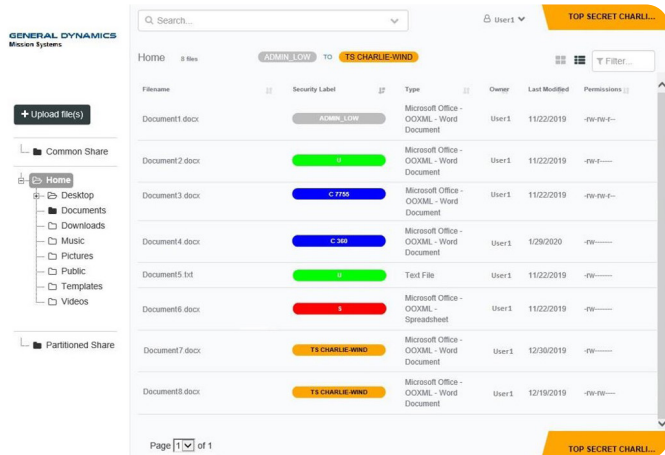 Search...
User1
TOP SECRET CHARLI...
GENERAL DYNAMICS
Mission Systems
Home 8 files ADMIN_LOW TO TS CHARLIE-WIND
Filter...
Filename Security Label Type Owner Last Modified Permissions
+ Upload file(s)
Common Share
Home
Desktop
Documents
Downloads
Music
Pictures
Public
Templates
Videos
Partitioned Share
Document1.docx ADMIN_LOW Microsoft Office - OOXML - Word Document User1 11/22/2019 -rw-rw-r--
Document2.docx U Microsoft Office - OOXML - Word Document User1 11/22/2019 -rw-r-----
Document3.docx C 7755 Microsoft Office - OOXML - Word Document User1 11/22/2019 -rw-rw-r--
Document4.docx C 360 Microsoft Office - OOXML - Word Document User1 1/29/2020 -rw-------
Document5.txt U Text File User1 11/22/2019 -rw-------
Document6.docx S Microsoft Office - OOXML - Spreadsheet User1 11/22/2019 -rw-------
Document7.docx TS CHARLIE-WIND Microsoft Office - OOXML - Word Document User1 12/30/2019 -rw-------
Document8.docx TS CHARLIE-WIND Microsoft Office - OOXML - Word Document User1 12/19/2019 -rw-rw----
Page 1 of 1
TOP SECRET CHARLI...